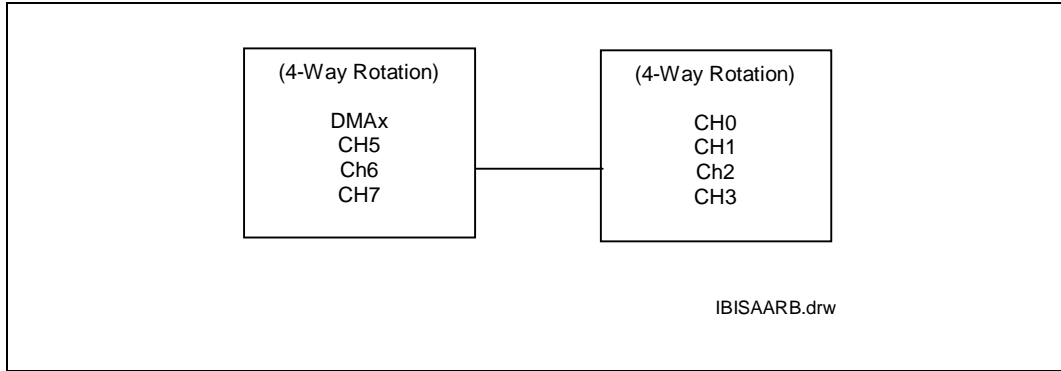 (4-Way Rotation)
DMAx
CH5
Ch6
CH7
(4-Way Rotation)
CH0
CH1
Ch2
CH3
IBISAARB.drw